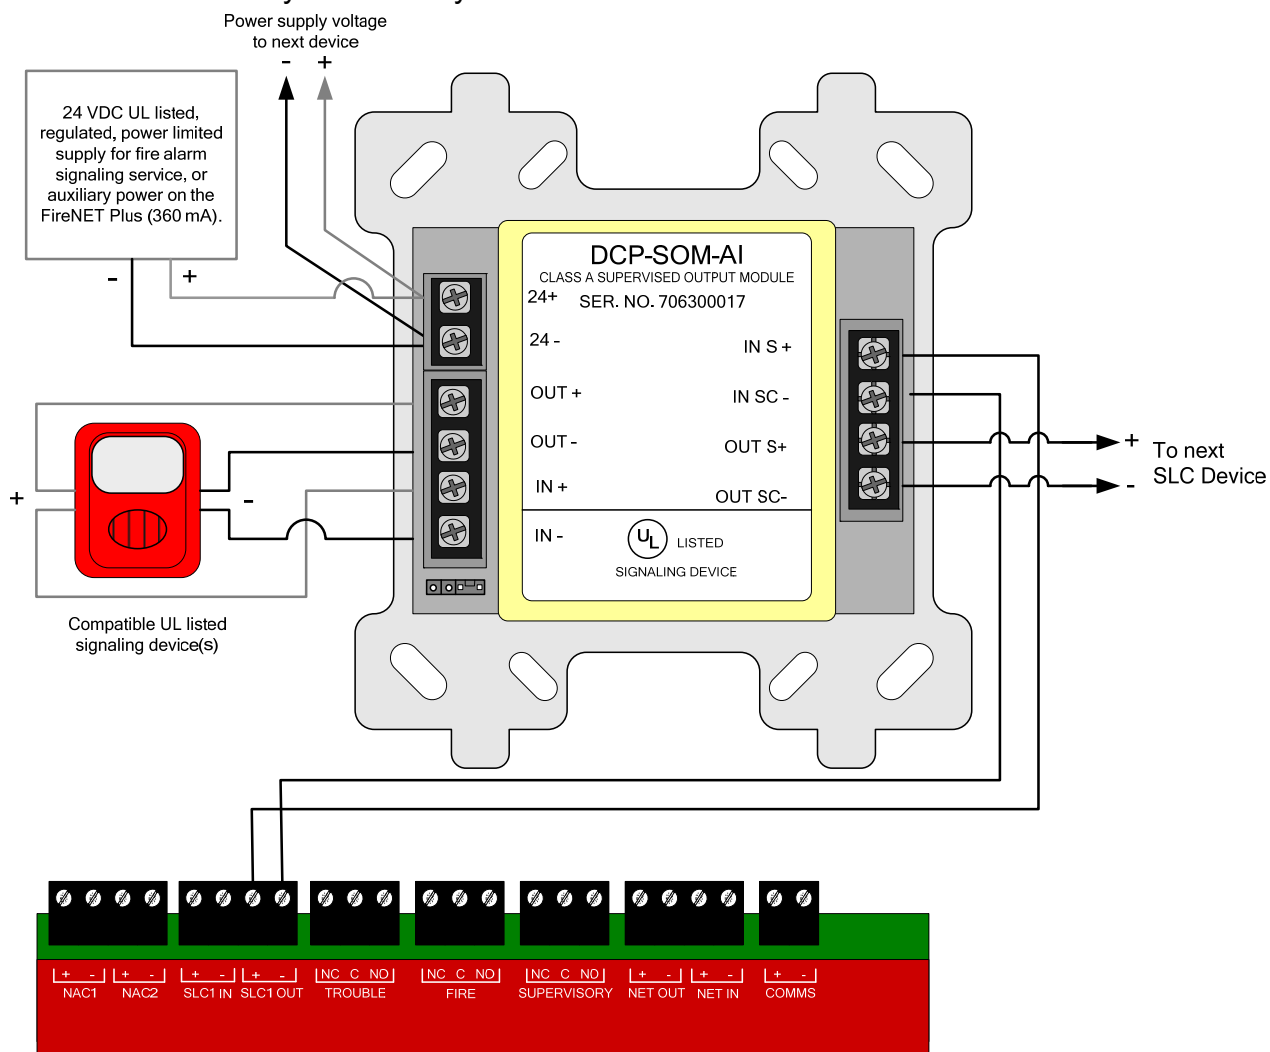 Power supply voltage
to next device
- +
24 VDC UL listed,
regulated, power limited
supply for fire alarm
signaling service, or
auxiliary power on the
FireNET Plus (360 mA).
- +
DCP-SOM-AI
CLASS A SUPERVISED OUTPUT MODULE
SER. NO. 706300017
24+
24 -
OUT +
OUT -
IN +
IN -
IN S +
IN SC -
OUT S+
OUT SC-
UL LISTED
SIGNALING DEVICE
+
-
To next
SLC Device
+ -
Compatible UL listed
signaling device(s)
+ - + - + - + - NC C NO NC C NO NC C NO + - + - + -
NAC1 NAC2 SLC1 IN SLC1 OUT TROUBLE FIRE SUPERVISORY NET OUT NET IN COMMS